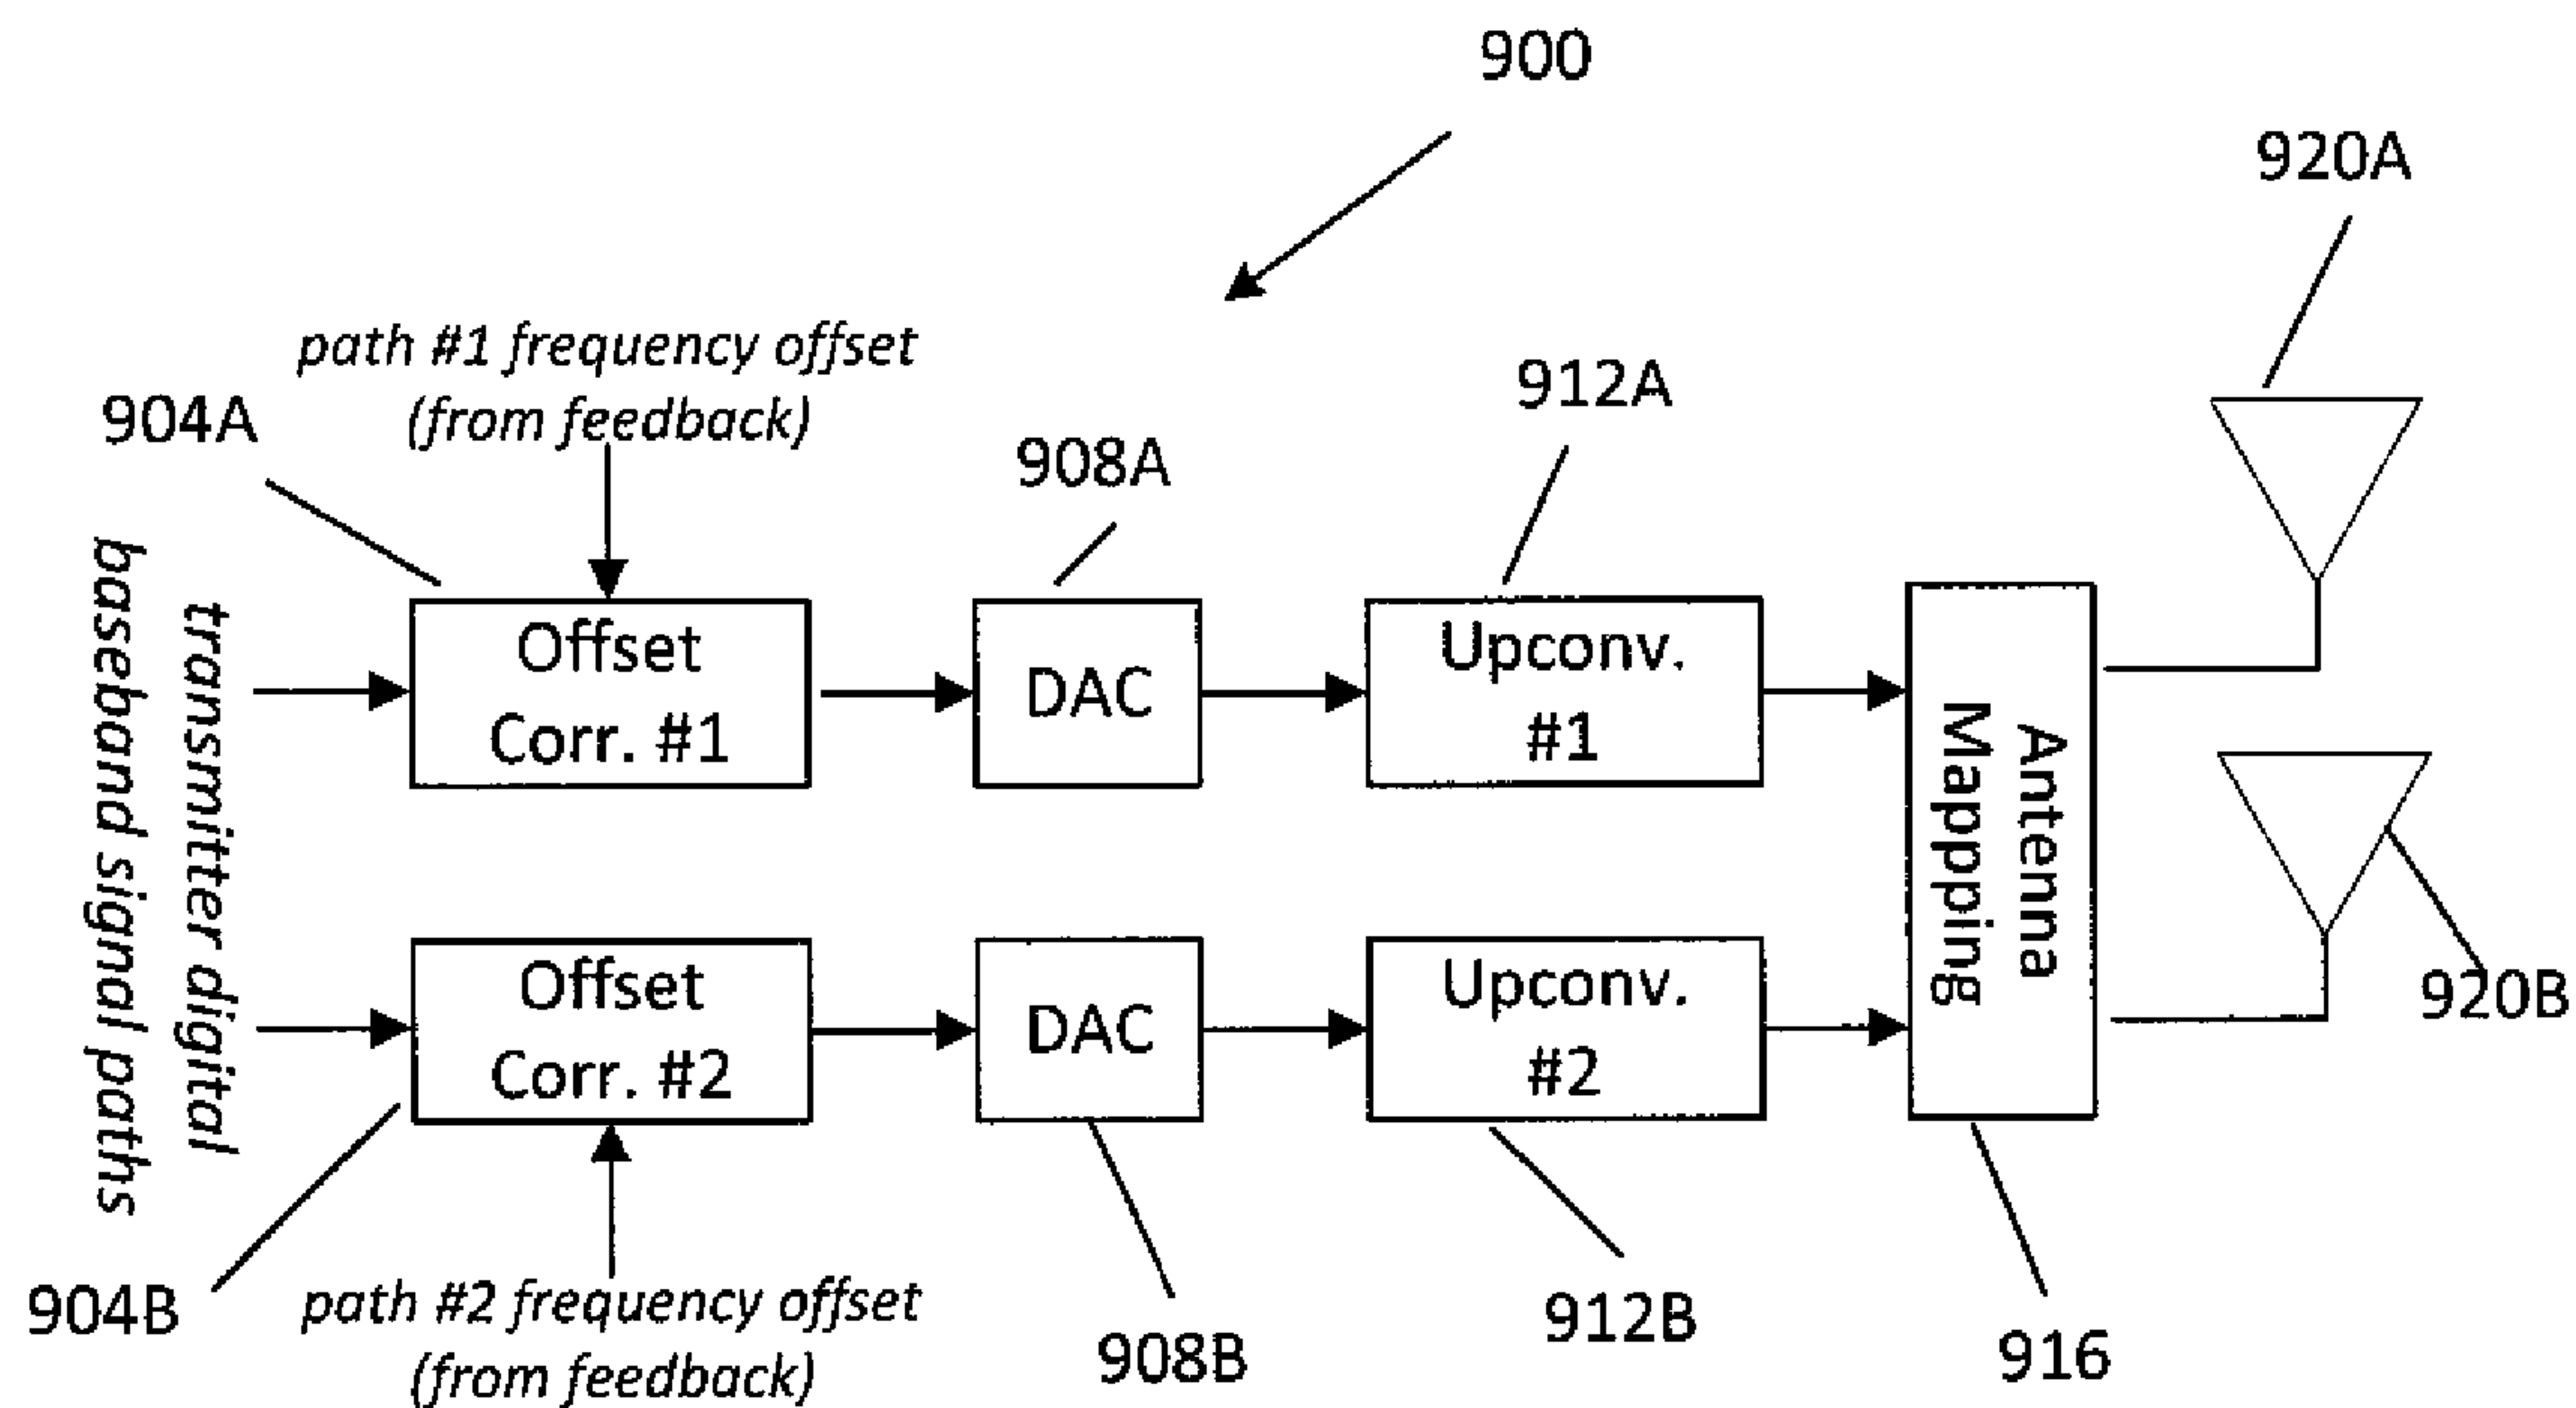 900
920A
path #1 frequency offset
(from feedback)
904A
912A
908A
transmitter digital
baseband signal paths
Offset
Corr. #1
DAC
Upconv.
#1
Antenna
Mapping
Offset
Corr. #2
DAC
Upconv.
#2
920B
904B
path #2 frequency offset
(from feedback)
908B
912B
916